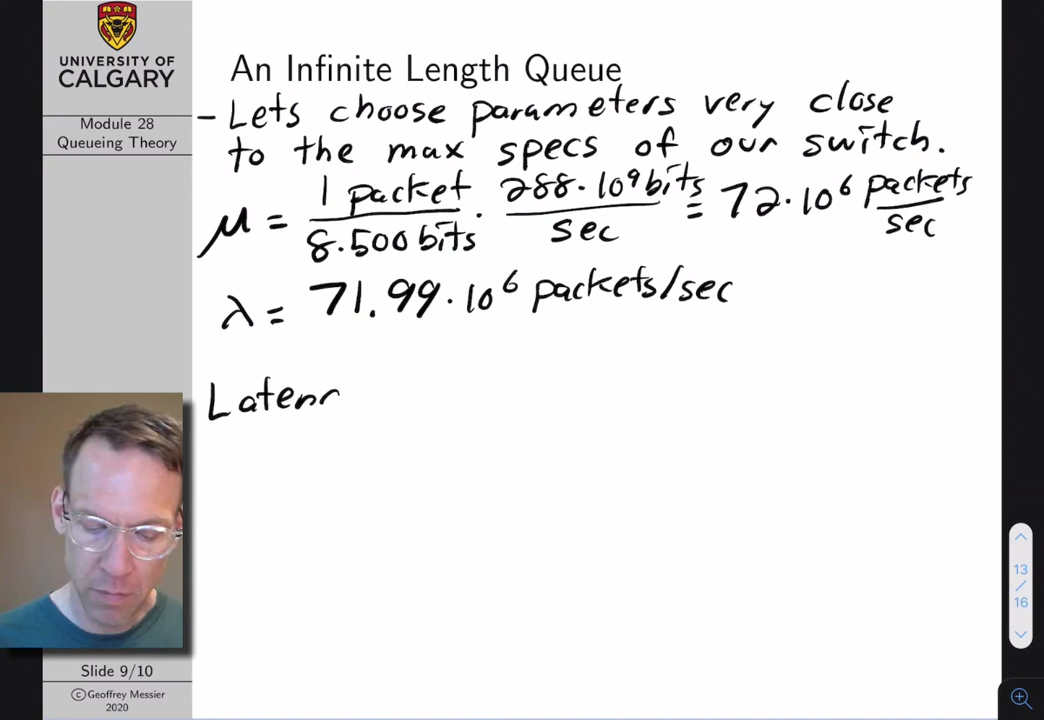 UNIVERSITY OF
CALGARY
Module 28
Queueing Theory
An Infinite Length Queue
- Lets choose parameters very close
to the max specs of our switch.
μ = 1 packet / 8·500 bits · 288·10⁹ bits / sec = 72·10⁶ packets / sec
λ = 71.99·10⁶ packets/sec
Laten
Slide 9/10
©Geoffrey Messier
2020
13
/
16